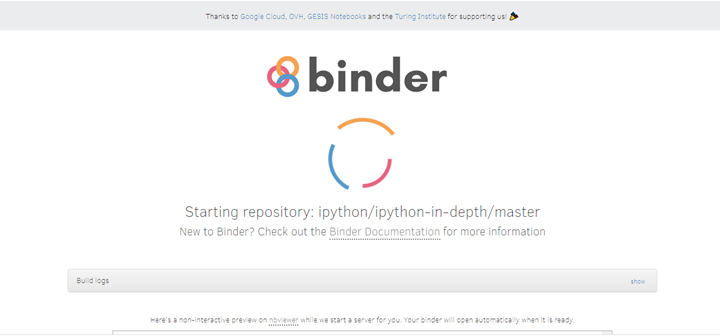 Thanks to Google Cloud, OVH, GESIS Notebooks and the Turing Institute for supporting us! 🎉
binder
Starting repository: ipython/ipython-in-depth/master
New to Binder? Check out the Binder Documentation for more information
Build logs show
Here's a non-interactive preview on nbviewer while we start a server for you. Your binder will open automatically when it is ready.